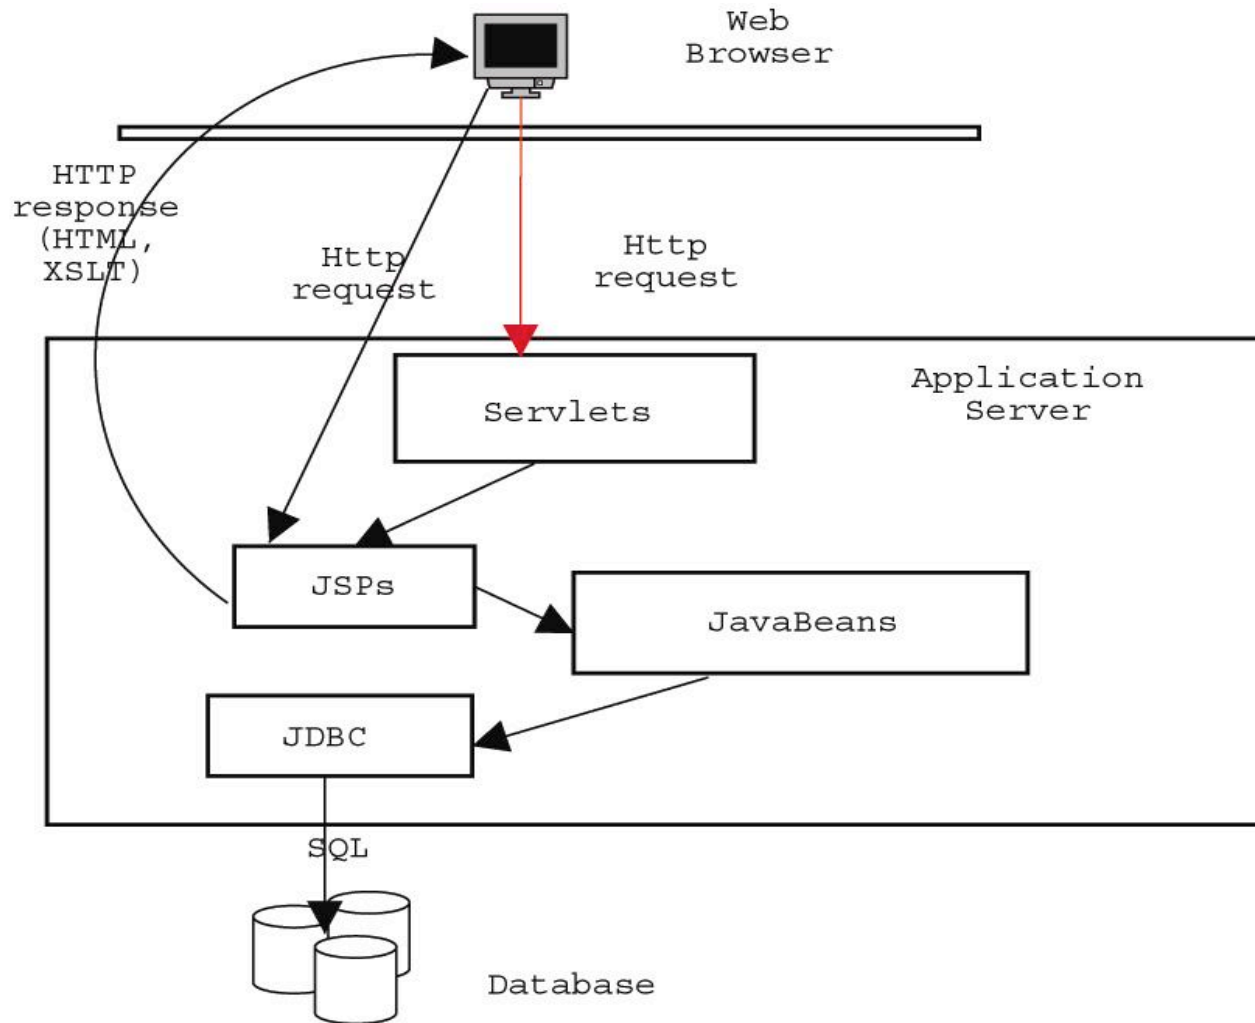 Web
Browser
HTTP
response
(HTML,
XSLT)
Http
request
Http
request
Application
Server
Servlets
JSPs
JavaBeans
JDBC
SQL
Database